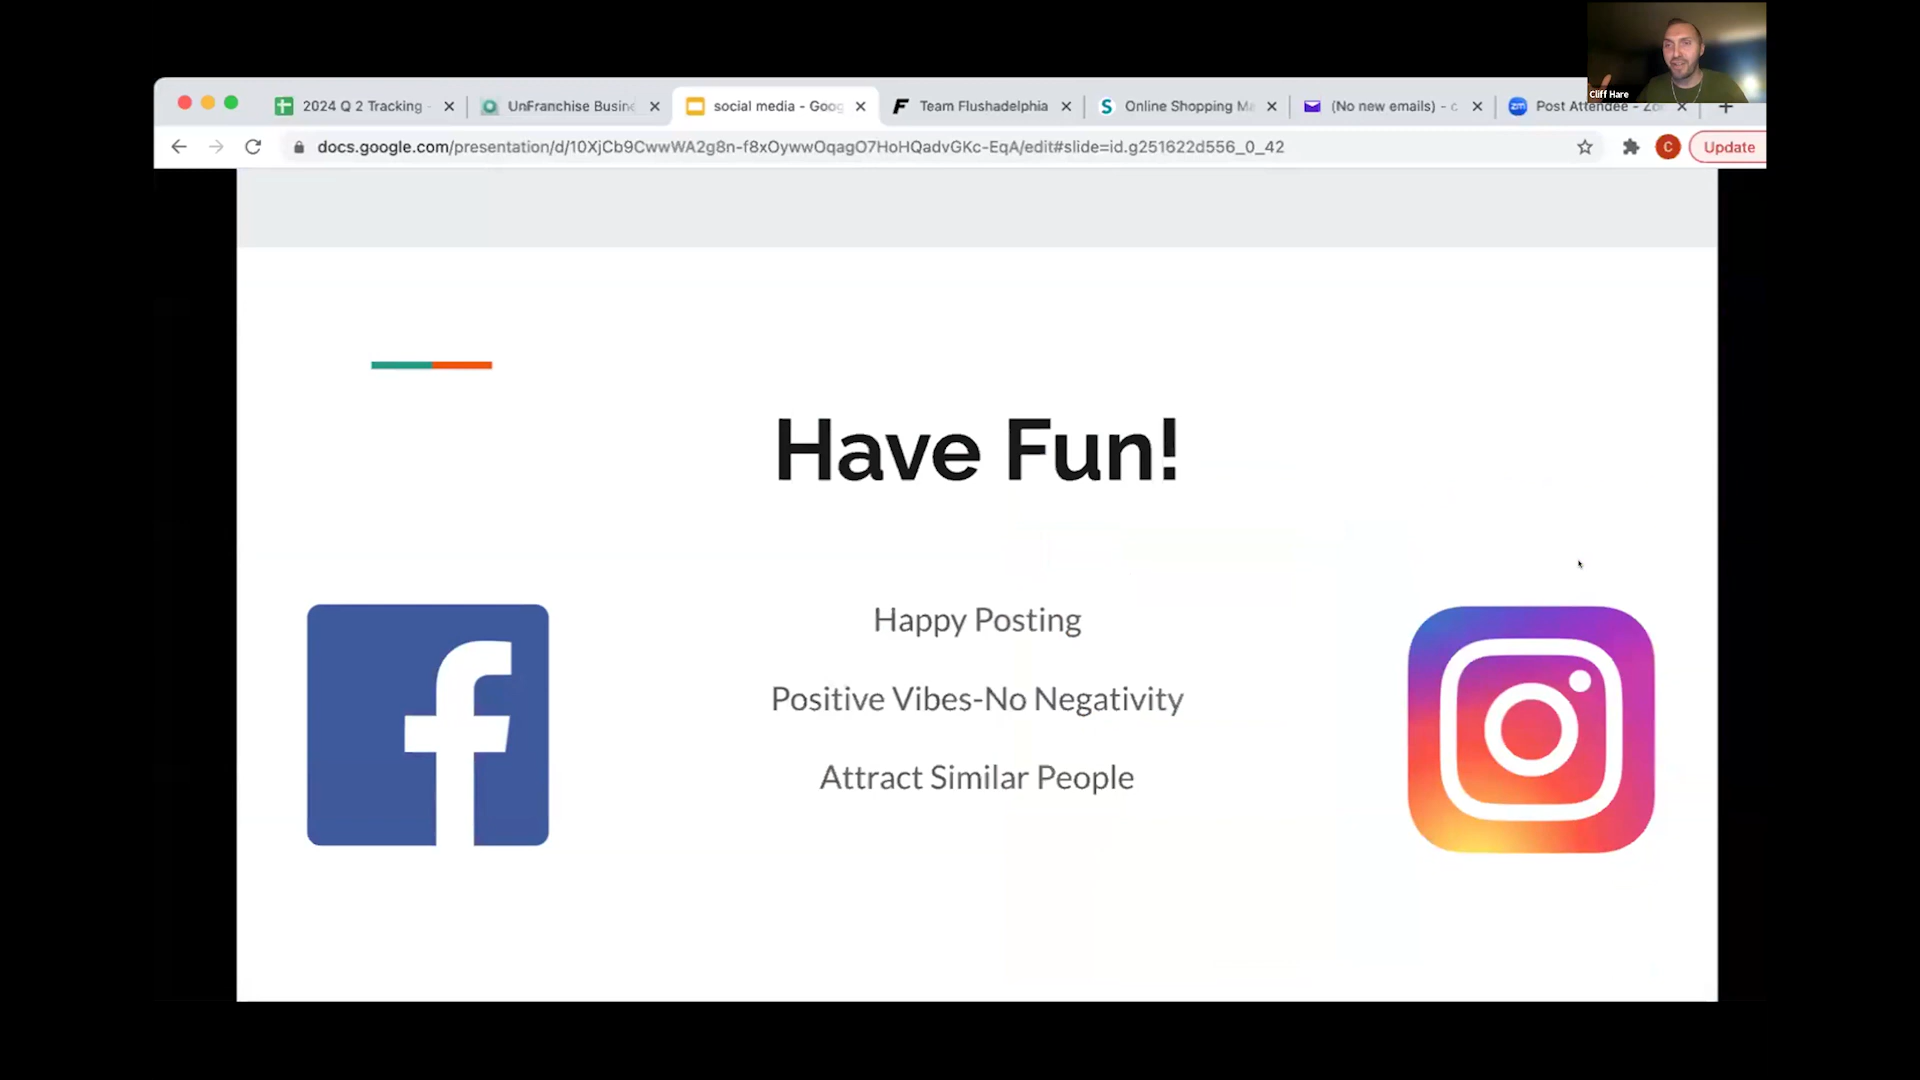 Cliff Hare
2024 Q 2 Tracking -
UnFranchise Busin
social media - Goog
Team Flushadelphia
Online Shopping Ma
(No new emails) - c
Post Attendee - Zo
docs.google.com/presentation/d/10XjCb9CwwWA2g8n-f8xOywwOqagO7HoHQadvGKc-EqA/edit#slide=id.g251622d556_0_42
C
Update
Have Fun!
Happy Posting
Positive Vibes-No Negativity
Attract Similar People